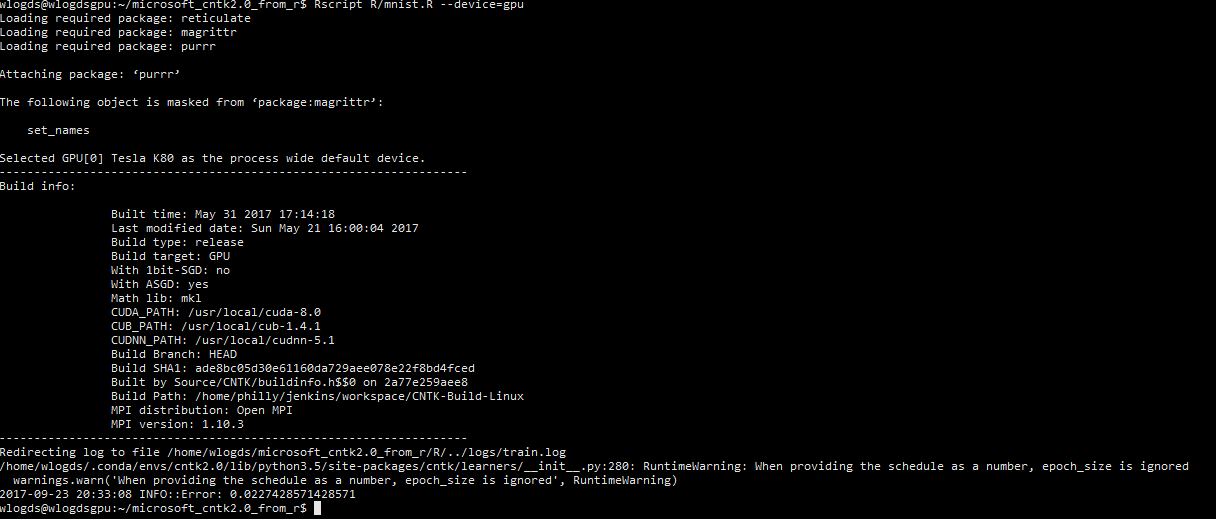 wlogds@wlogdsgpu:~/microsoft_cntk2.0_from_r$ Rscript R/mnist.R --device=gpu
Loading required package: reticulate
Loading required package: magrittr
Loading required package: purrr
Attaching package: ‘purrr’
The following object is masked from ‘package:magrittr’:
set_names
Selected GPU[0] Tesla K80 as the process wide default device.
-------------------------------------------------------------------
Build info:
Built time: May 31 2017 17:14:18
Last modified date: Sun May 21 16:00:04 2017
Build type: release
Build target: GPU
With 1bit-SGD: no
With ASGD: yes
Math lib: mkl
CUDA_PATH: /usr/local/cuda-8.0
CUB_PATH: /usr/local/cub-1.4.1
CUDNN_PATH: /usr/local/cudnn-5.1
Build Branch: HEAD
Build SHA1: ade8bc05d30e61160da729aee078e22f8bd4fced
Built by Source/CNTK/buildinfo.h$$0 on 2a77e259aee8
Build Path: /home/philly/jenkins/workspace/CNTK-Build-Linux
MPI distribution: Open MPI
MPI version: 1.10.3
-------------------------------------------------------------------
Redirecting log to file /home/wlogds/microsoft_cntk2.0_from_r/R/../logs/train.log
/home/wlogds/.conda/envs/cntk2.0/lib/python3.5/site-packages/cntk/learners/__init__.py:280: RuntimeWarning: When providing the schedule as a number, epoch_size is ignored
warnings.warn('When providing the schedule as a number, epoch_size is ignored', RuntimeWarning)
2017-09-23 20:33:08 INFO::Error: 0.0227428571428571
wlogds@wlogdsgpu:~/microsoft_cntk2.0_from_r$